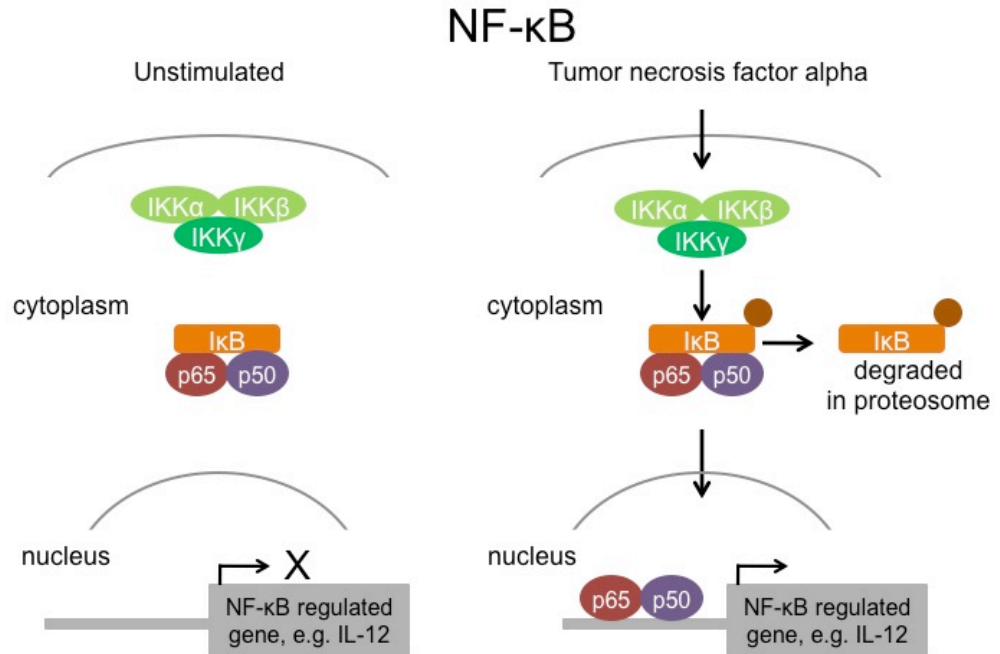 NF-κB
Unstimulated
IKKα
IKKβ
IKKγ
cytoplasm
IκB
p65
p50
nucleus
X
NF-κB regulated
gene, e.g. IL-12
Tumor necrosis factor alpha
IKKα
IKKβ
IKKγ
cytoplasm
IκB
p65
p50
IκB
degraded
in proteosome
nucleus
p65
p50
NF-κB regulated
gene, e.g. IL-12